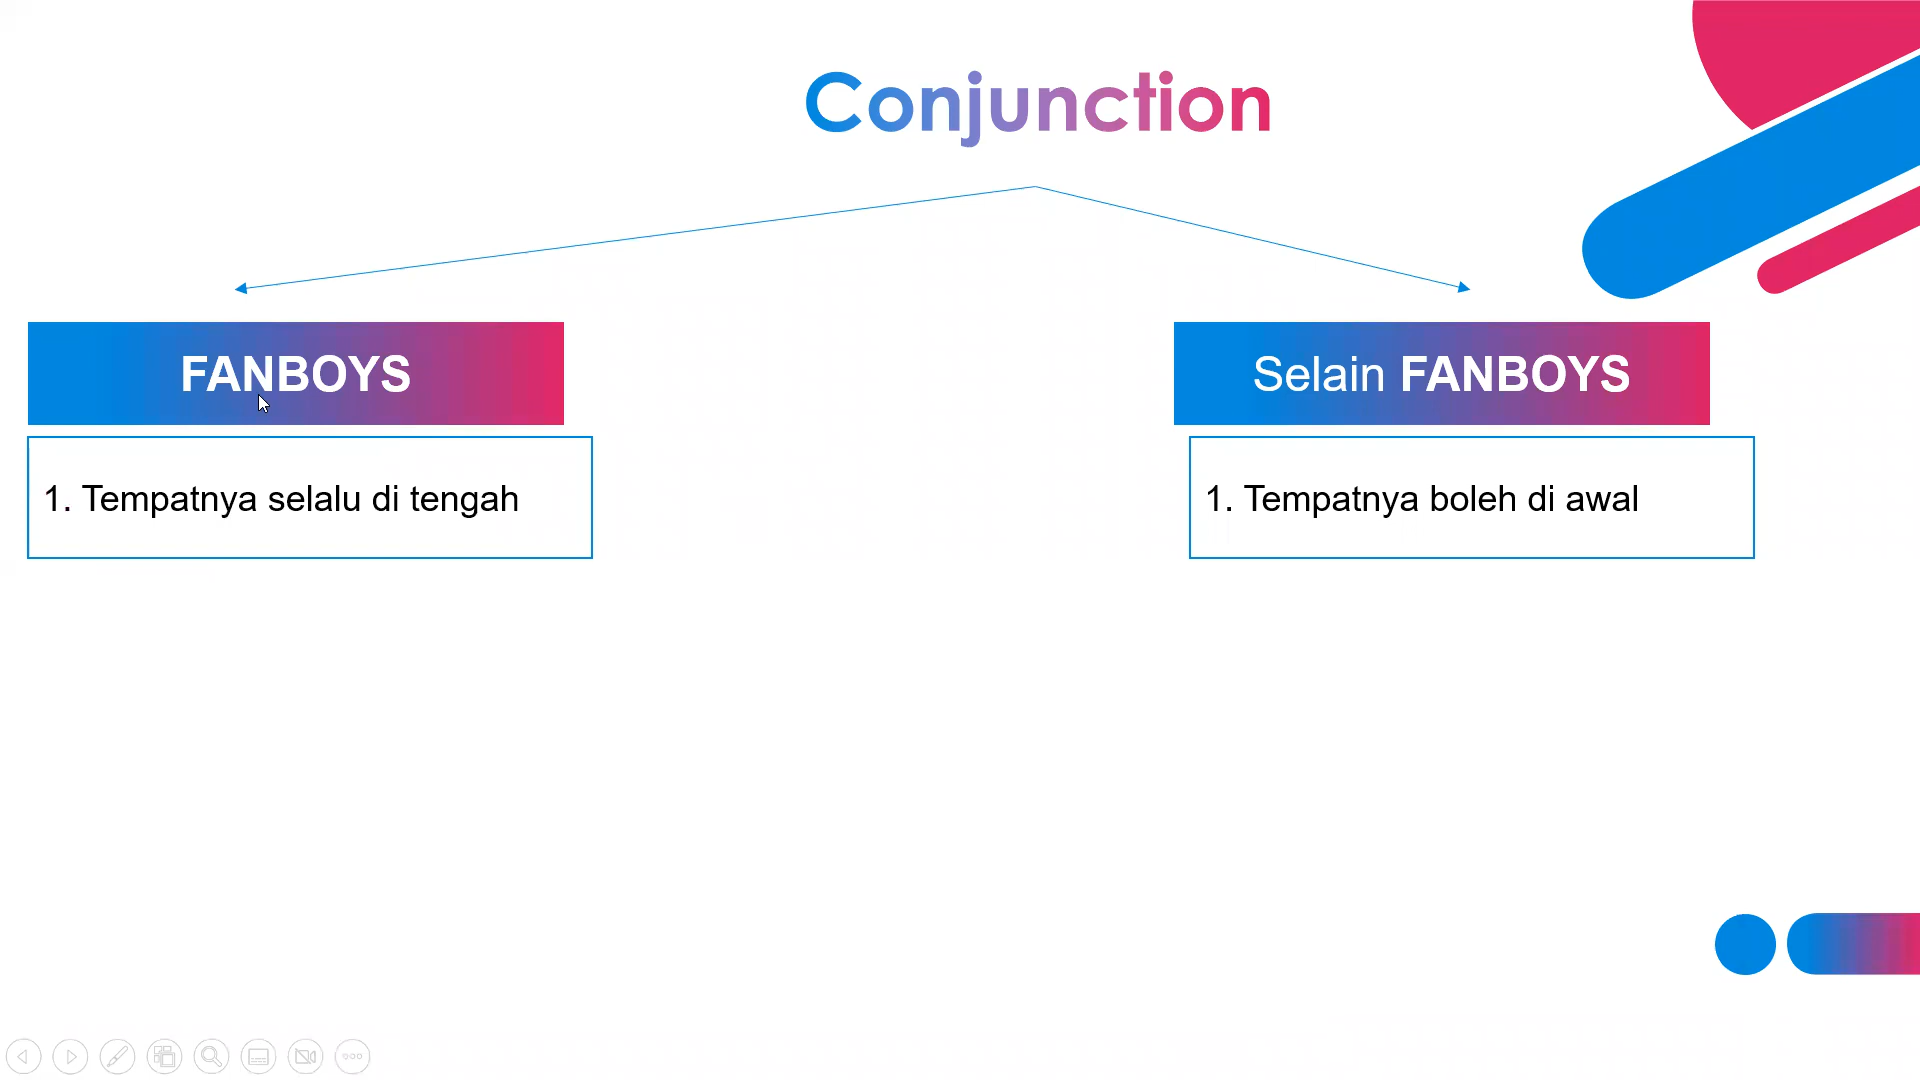 Conjunction
FANBOYS
Selain FANBOYS
1. Tempatnya selalu di tengah
1. Tempatnya boleh di awal